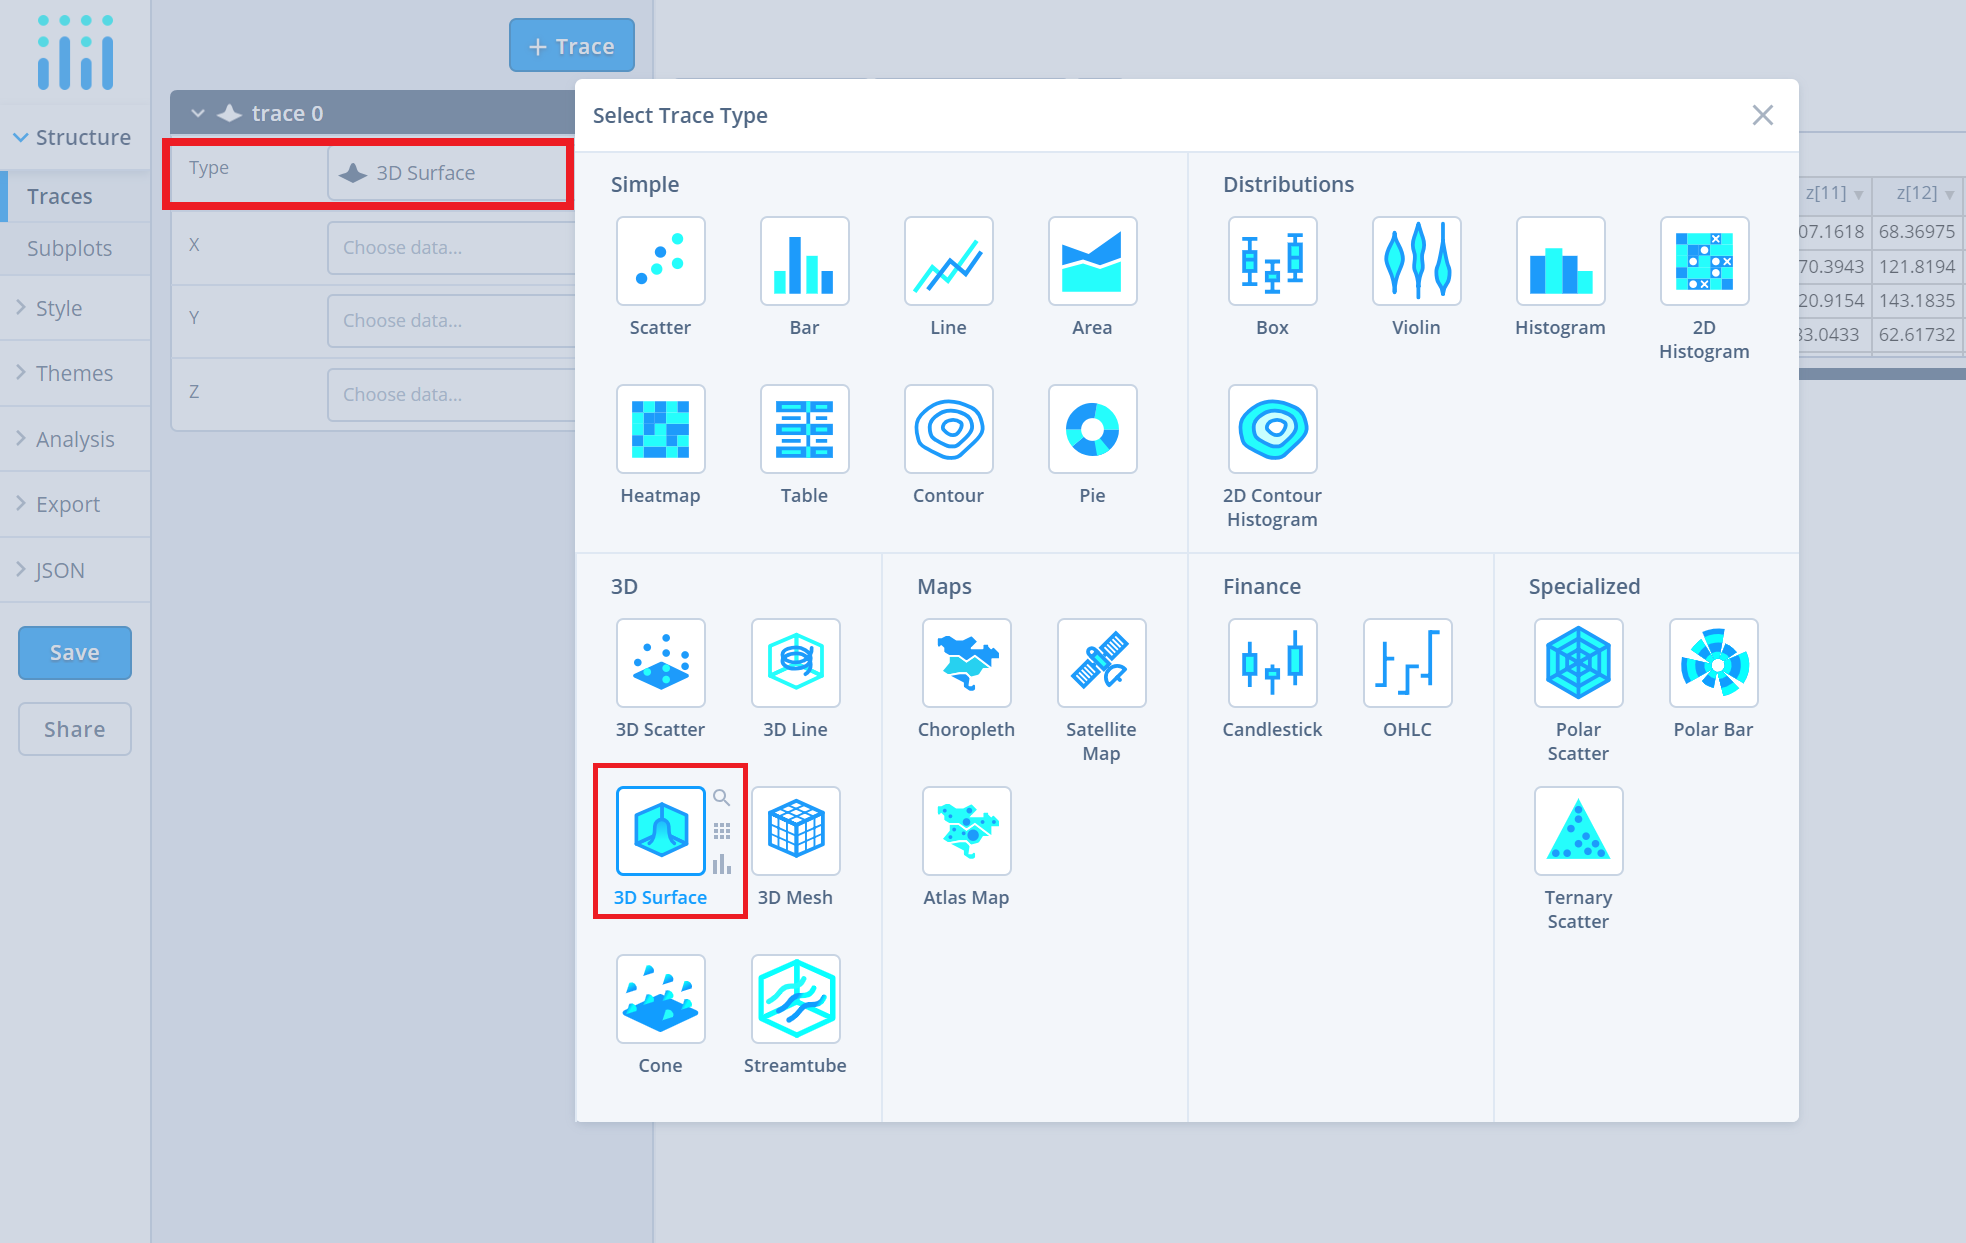 + Trace
trace 0
Structure
Type
3D Surface
Traces
Subplots
X
Choose data...
Y
Choose data...
Z
Choose data...
Style
Themes
Analysis
Export
JSON
Save
Share
Select Trace Type
Simple
Scatter
Bar
Line
Area
Heatmap
Table
Contour
Pie
Distributions
Box
Violin
Histogram
2D
Histogram
2D Contour
Histogram
3D
3D Scatter
3D Line
3D Surface
3D Mesh
Cone
Streamtube
Maps
Choropleth
Satellite
Map
Atlas Map
Finance
Candlestick
OHLC
Specialized
Polar
Scatter
Polar Bar
Ternary
Scatter
z[11] z[12]
07.1618 68.36975
70.3943 121.8194
20.9154 143.1835
3.0433 62.61732